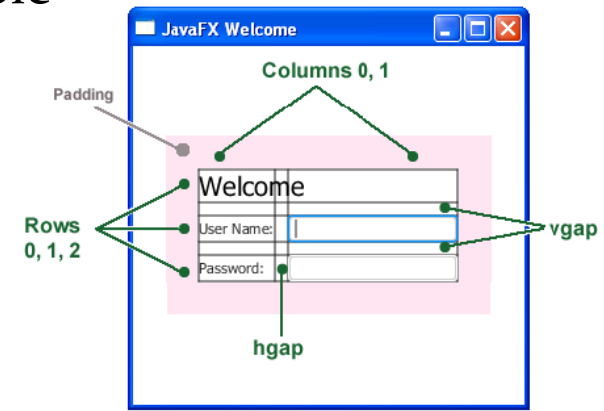 JavaFX Welcome
Columns 0, 1
Padding
Welcome
Rows
0, 1, 2
User Name:
vgap
Password:
hgap